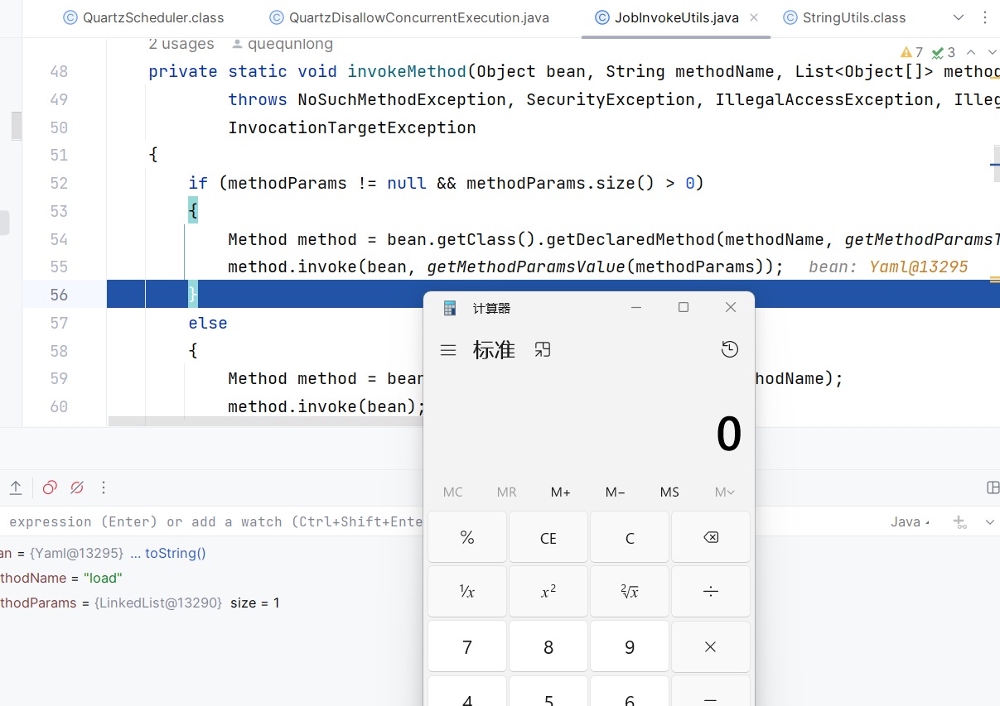 QuartzScheduler.class QuartzDisallowConcurrentExecution.java JobInvokeUtils.java StringUtils.class
2 usages quequnlong
7 3
48 private static void invokeMethod(Object bean, String methodName, List<Object[]> method
49 throws NoSuchMethodException, SecurityException, IllegalAccessException, Illeg
50 InvocationTargetException
51 {
52 if (methodParams != null && methodParams.size() > 0)
53 {
54 Method method = bean.getClass().getDeclaredMethod(methodName, getMethodParamsT
55 method.invoke(bean, getMethodParamsValue(methodParams)); bean: Yaml@13295
56 }
57 else
58 {
59 Method method = bean hodName);
60 method.invoke(bean);
计算器
标准
0
MC MR M+ M− MS M
% CE C
¹/x x² ²√x ÷
7 8 9 ×
4 5 6 −
expression (Enter) or add a watch (Ctrl+Shift+Ente
Java
an = {Yaml@13295} ... toString()
thodName = "load"
thodParams = {LinkedList@13290} size = 1